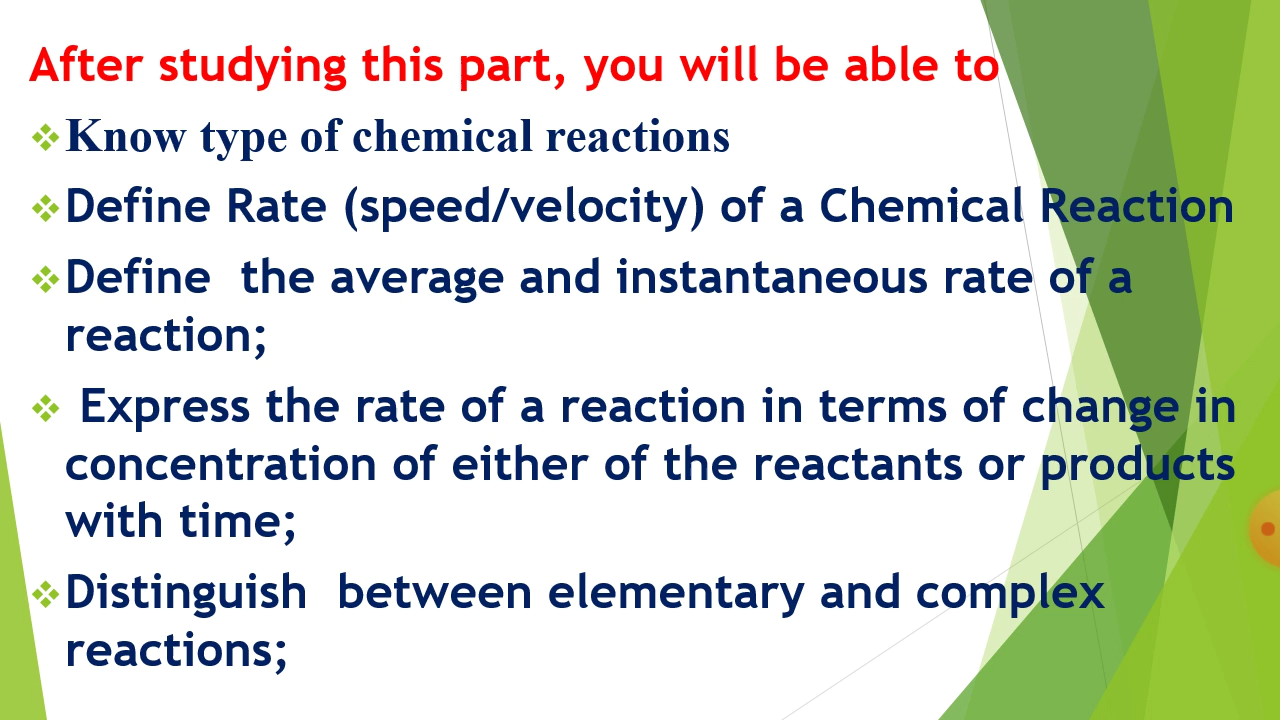 After studying this part, you will be able to
❖Know type of chemical reactions
❖Define Rate (speed/velocity) of a Chemical Reaction
❖Define  the average and instantaneous rate of a
reaction;
❖ Express the rate of a reaction in terms of change in
concentration of either of the reactants or products
with time;
❖Distinguish  between elementary and complex
reactions;